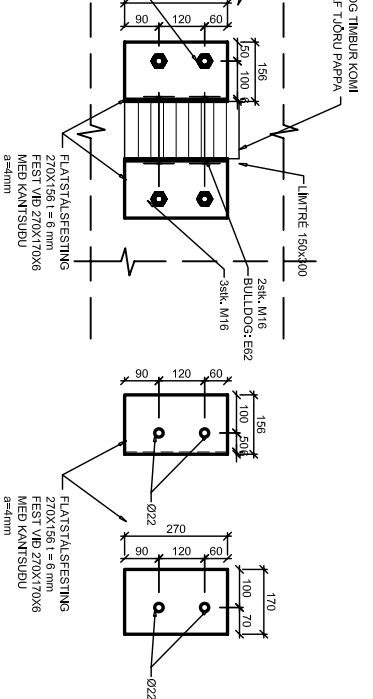 OG TIMBUR KOMI
F TJÖRU PAPPA
LÍMTRÉ 150x300
90 120 60
50 100 6
156
2stk. M16
BULLDOG: E62
3stk. M16
FLATSTÁLSFESTING
270X156 t = 6 mm
FEST VIÐ 270X170X6
MEÐ KANTSUÐU
a=4mm
90 120 60
100 50 6
156
Ø22
FLATSTÁLSFESTING
270X156 t = 6 mm
FEST VIÐ 270X170X6
MEÐ KANTSUÐU
a=4mm
270
90 120 60
100 70
170
Ø22